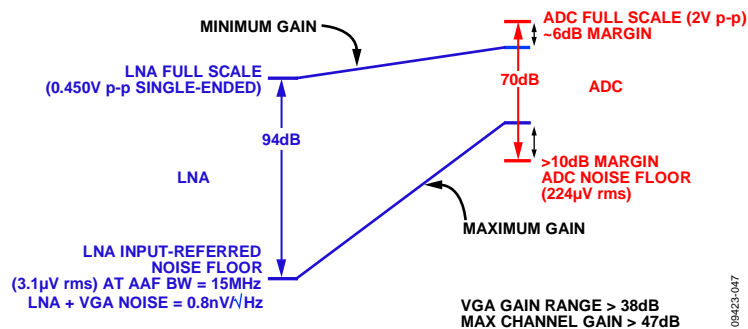 MINIMUM GAIN
ADC FULL SCALE (2V p-p)
~6dB MARGIN
LNA FULL SCALE
(0.450V p-p SINGLE-ENDED)
70dB
ADC
94dB
LNA
>10dB MARGIN
ADC NOISE FLOOR
(224µV rms)
MAXIMUM GAIN
LNA INPUT-REFERRED
NOISE FLOOR
(3.1µV rms) AT AAF BW = 15MHz
LNA + VGA NOISE = 0.8nV/√Hz
VGA GAIN RANGE > 38dB
MAX CHANNEL GAIN > 47dB
09423-047